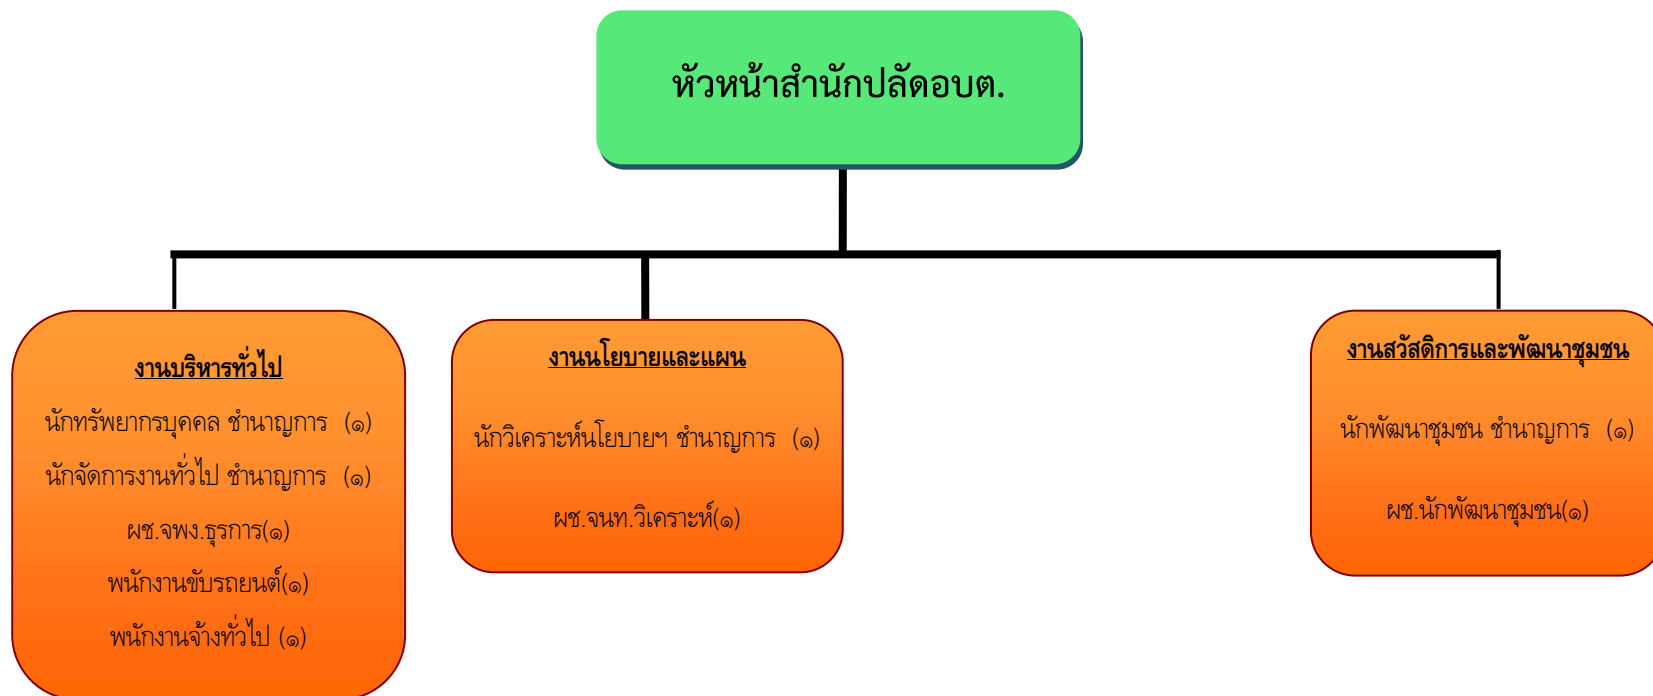 หัวหน้าสำนักปลัดอบต.
งานบริหารทั่วไป
นักทรัพยากรบุคคล ชำนาญการ (๑)
นักจัดการงานทั่วไป ชำนาญการ (๑)
ผช.จพง.ธุรการ(๑)
พนักงานขับรถยนต์(๑)
พนักงานจ้างทั่วไป (๑)
งานนโยบายและแผน
นักวิเคราะห์นโยบายฯ ชำนาญการ (๑)
ผช.จนท.วิเคราะห์(๑)
งานสวัสดิการและพัฒนาชุมชน
นักพัฒนาชุมชน ชำนาญการ (๑)
ผช.นักพัฒนาชุมชน(๑)